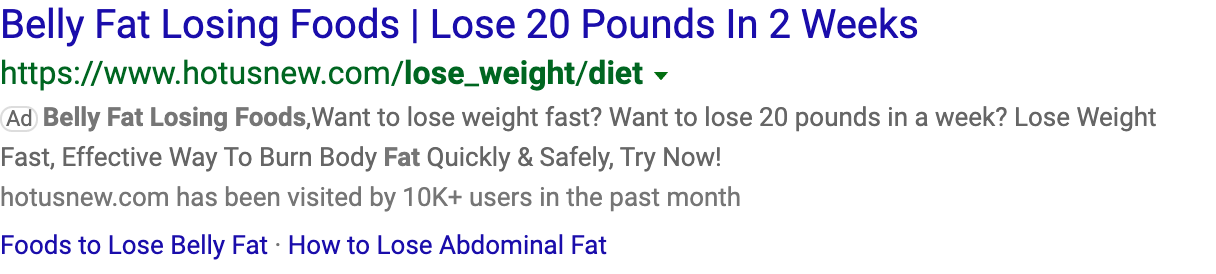 Belly Fat Losing Foods | Lose 20 Pounds In 2 Weeks
https://www.hotusnew.com/lose_weight/diet
Ad Belly Fat Losing Foods,Want to lose weight fast? Want to lose 20 pounds in a week? Lose Weight
Fast, Effective Way To Burn Body Fat Quickly & Safely, Try Now!
hotusnew.com has been visited by 10K+ users in the past month
Foods to Lose Belly Fat · How to Lose Abdominal Fat